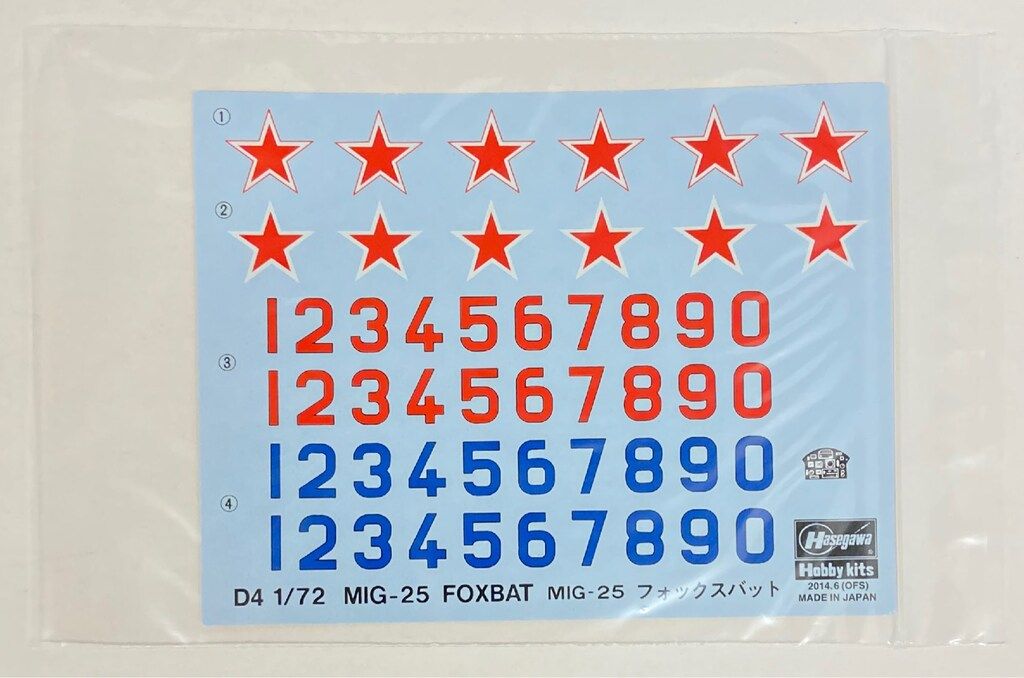 ①
②
1234567890
③
1234567890
1234567890
④
1234567890
Hasegawa
Hobby kits
2014.6 (OFS)
MADE IN JAPAN
D4 1/72 MIG-25 FOXBAT MIG-25 フォックスバット